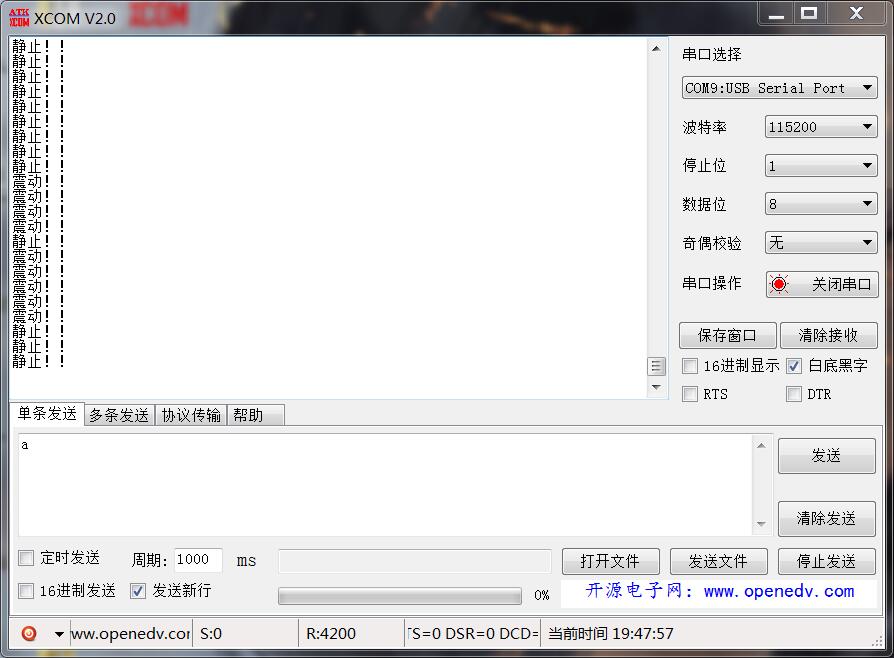 ATK
XCOM XCOM V2.0
静止！！
静止！！
静止！！
静止！！
静止！！
静止！！
静止！！
静止！！
静止！！
震动！！
震动！！
震动！！
震动！！
静止！！
震动！！
震动！！
震动！！
震动！！
震动！！
静止！！
静止！！
静止！！
串口选择
COM9:USB Serial Port
波特率 115200
停止位 1
数据位 8
奇偶校验 无
串口操作 关闭串口
保存窗口 清除接收
16进制显示 白底黑字
RTS DTR
单条发送 多条发送 协议传输 帮助
a
发送
清除发送
定时发送 周期: 1000 ms 打开文件 发送文件 停止发送
16进制发送 发送新行 0% 开源电子网: www.openedv.com
ww.openedv.cor S:0 R:4200 TS=0 DSR=0 DCD= 当前时间 19:47:57